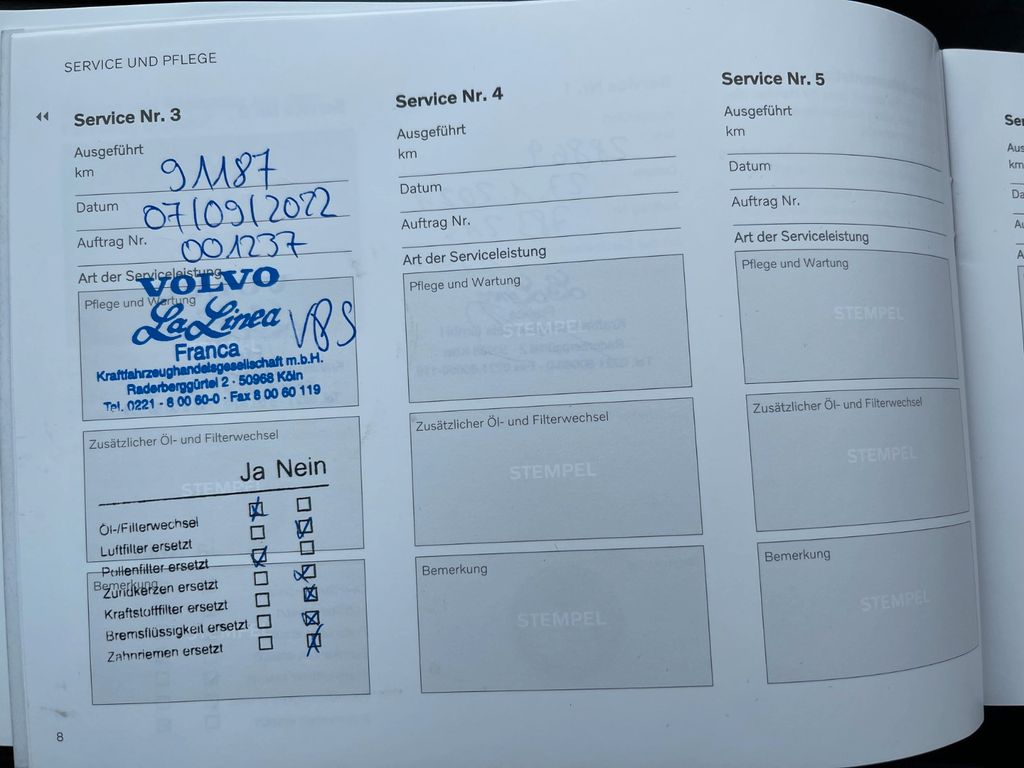 SERVICE UND PFLEGE
Service Nr. 3
Ausgeführt
km 91187
Datum 07/09/2022
Auftrag Nr. 001237
Art der Serviceleistung
Pflege und Wartung
VOLVO
La Linea
Franca
Kraftfahrzeughandelsgesellschaft m.b.H.
Raderberggürtel 2 · 50968 Köln
Tel. 0221 - 8 00 60-0 · Fax 8 00 60 119
Zusätzlicher Öl- und Filterwechsel
STEMPEL
Ja Nein
Öl-/Filterwechsel
Luftfilter ersetzt
Pollenfilter ersetzt
Bemerkung
Zündkerzen ersetzt
Kraftstofffilter ersetzt
Bremsflüssigkeit ersetzt
Zahnriemen ersetzt
Service Nr. 4
Ausgeführt
km
Datum
Auftrag Nr.
Art der Serviceleistung
Pflege und Wartung
STEMPEL
Zusätzlicher Öl- und Filterwechsel
STEMPEL
Bemerkung
STEMPEL
Service Nr. 5
Ausgeführt
km
Datum
Auftrag Nr.
Art der Serviceleistung
Pflege und Wartung
STEMPEL
Zusätzlicher Öl- und Filterwechsel
STEMPEL
Bemerkung
STEMPEL
8